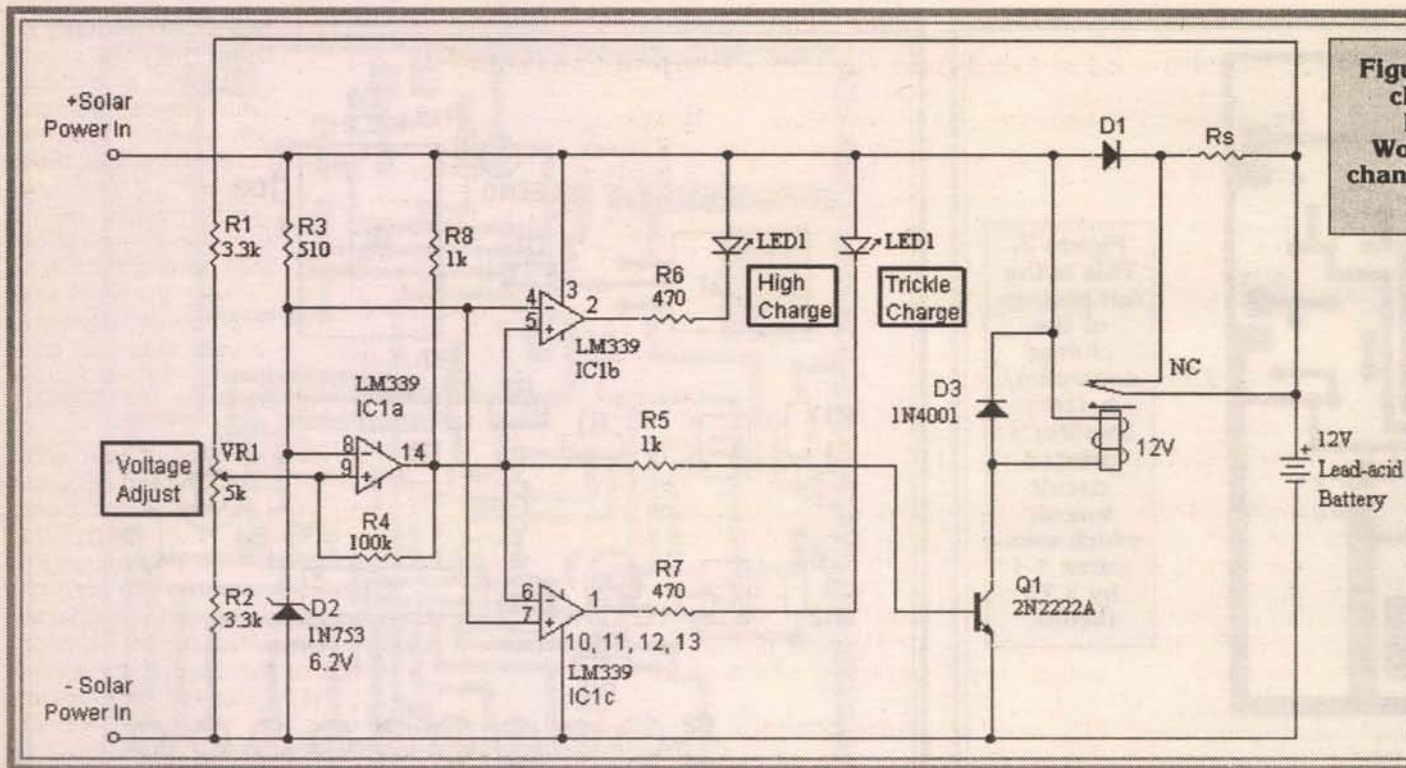 Figu
cl
Wo
chan
+Solar
Power In
D1
Rs
R1
3.3k
R3
510
R8
1k
LED1
LED1
High
Charge
Trickle
Charge
R6
470
4
5
3
2
LM339
IC1b
LM339
IC1a
8
9
14
VR1
5k
Voltage
Adjust
R4
100k
R5
1k
D3
1N4001
NC
12V
12V
+
Lead-acid
Battery
R2
3.3k
D2
1N753
6.2V
6
7
1
10, 11, 12, 13
LM339
IC1c
R7
470
Q1
2N2222A
- Solar
Power In